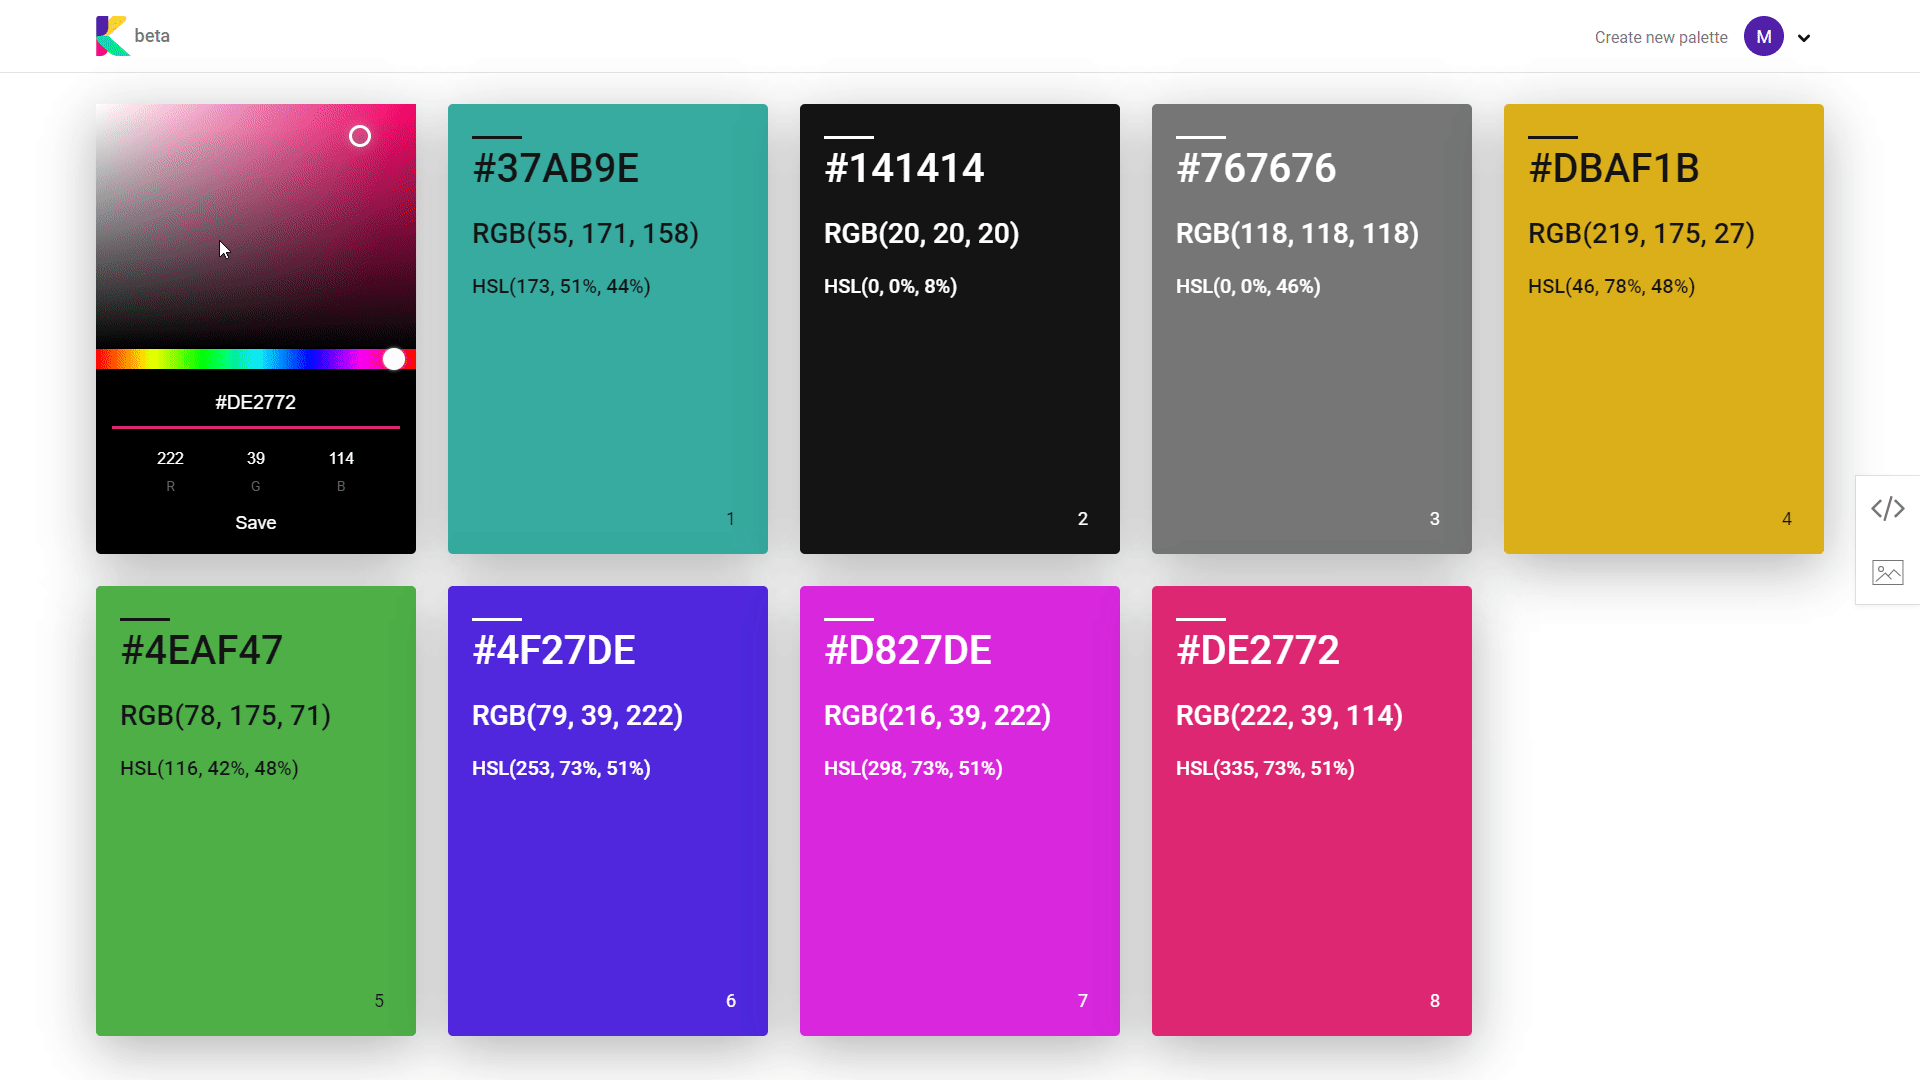 beta
Create new palette
M
#DE2772
222 39 114
R G B
Save
#37AB9E
RGB(55, 171, 158)
HSL(173, 51%, 44%)
1
#141414
RGB(20, 20, 20)
HSL(0, 0%, 8%)
2
#767676
RGB(118, 118, 118)
HSL(0, 0%, 46%)
3
#DBAF1B
RGB(219, 175, 27)
HSL(46, 78%, 48%)
4
#4EAF47
RGB(78, 175, 71)
HSL(116, 42%, 48%)
5
#4F27DE
RGB(79, 39, 222)
HSL(253, 73%, 51%)
6
#D827DE
RGB(216, 39, 222)
HSL(298, 73%, 51%)
7
#DE2772
RGB(222, 39, 114)
HSL(335, 73%, 51%)
8